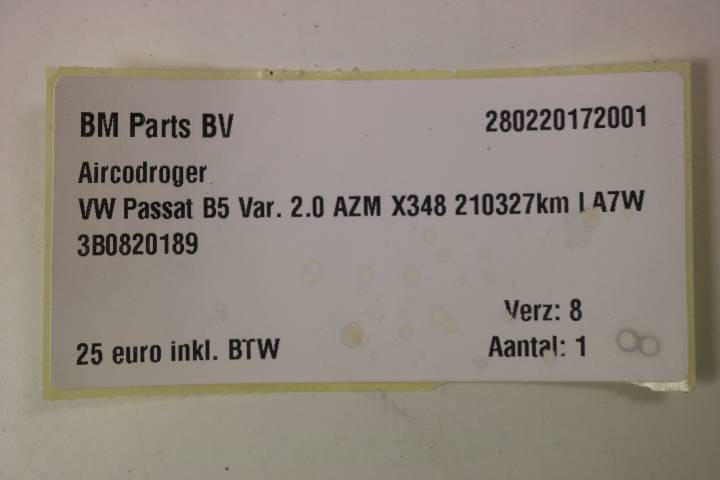 BM Parts BV 280220172001
Aircodroger
VW Passat B5 Var. 2.0 AZM X348 210327km LA7W
3B0820189
Verz: 8
25 euro inkl. BTW Aantal: 1